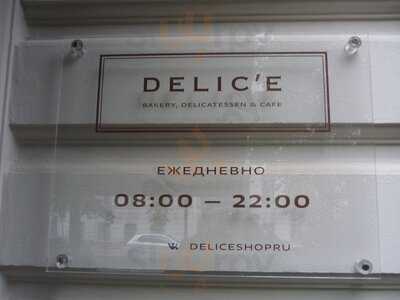 DELIC'E
BAKERY, DELICATESSEN & CAFE
ЕЖЕДНЕВНО
08:00 — 22:00
DELICESHOPRU